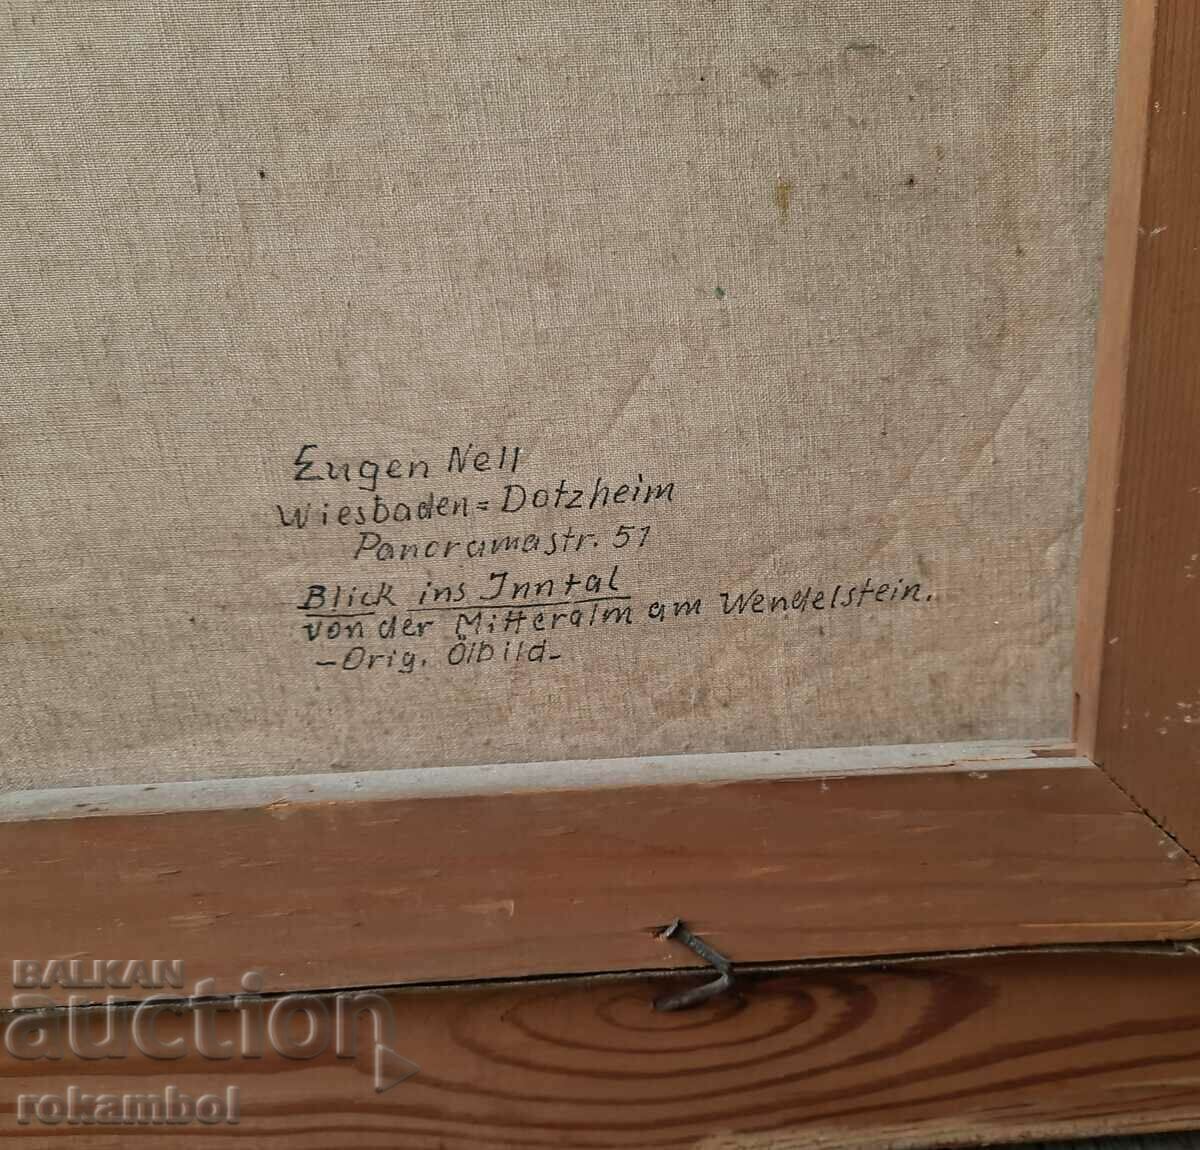 Eugen Nell
Wiesbaden = Dotzheim
Panoramastr. 51
Blick ins Inntal
von der Mitteralm am Wendelstein.
- Orig. Ölbild -
BALKAN
auction
rokambol